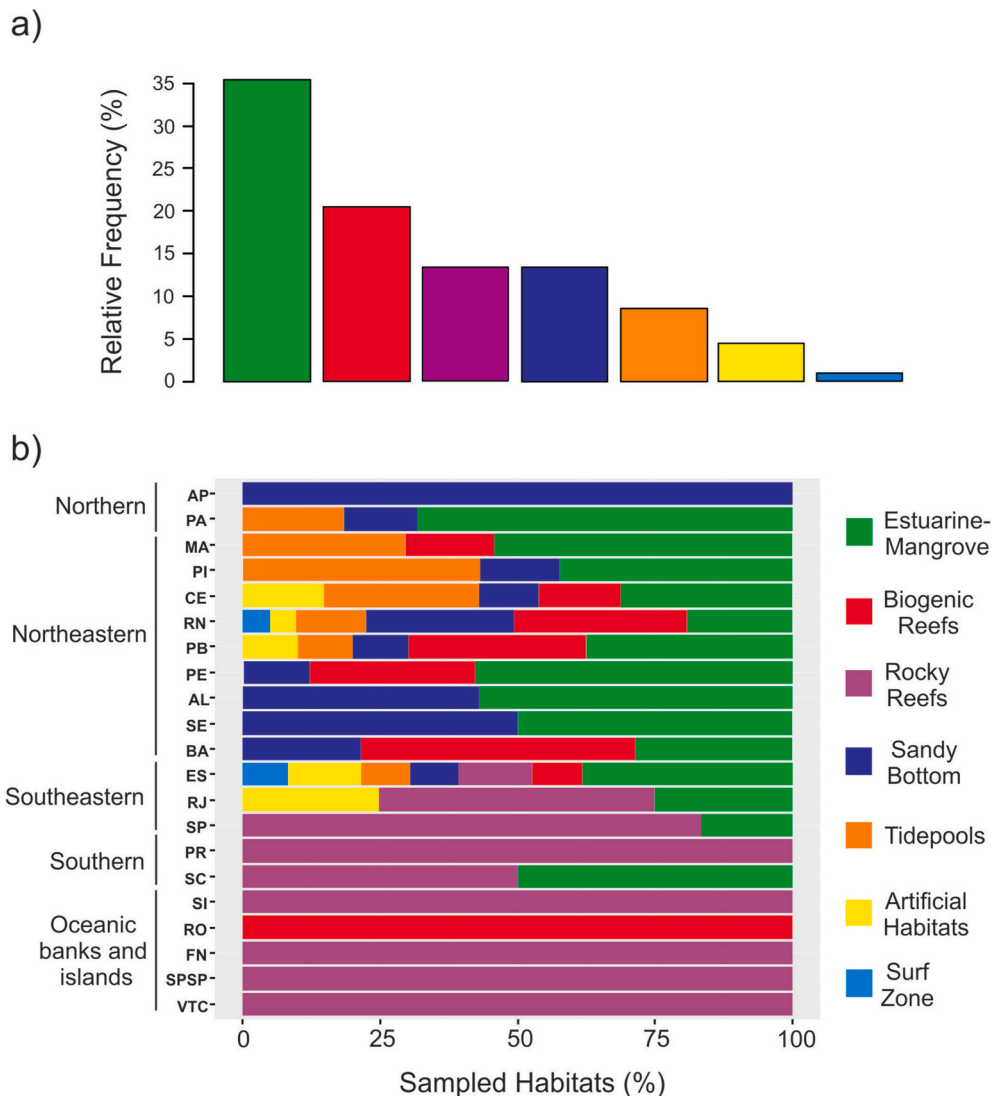 a)
Relative Frequency (%)
35
30
25
20
15
10
5
0
b)
Northern
Northeastern
Southeastern
Southern
Oceanic
banks and
islands
AP
PA
MA
PI
CE
RN
PB
PE
AL
SE
BA
ES
RJ
SP
PR
SC
SI
RO
FN
SPSP
VTC
0 25 50 75 100
Sampled Habitats (%)
Estuarine-
Mangrove
Biogenic
Reefs
Rocky
Reefs
Sandy
Bottom
Tidepools
Artificial
Habitats
Surf
Zone